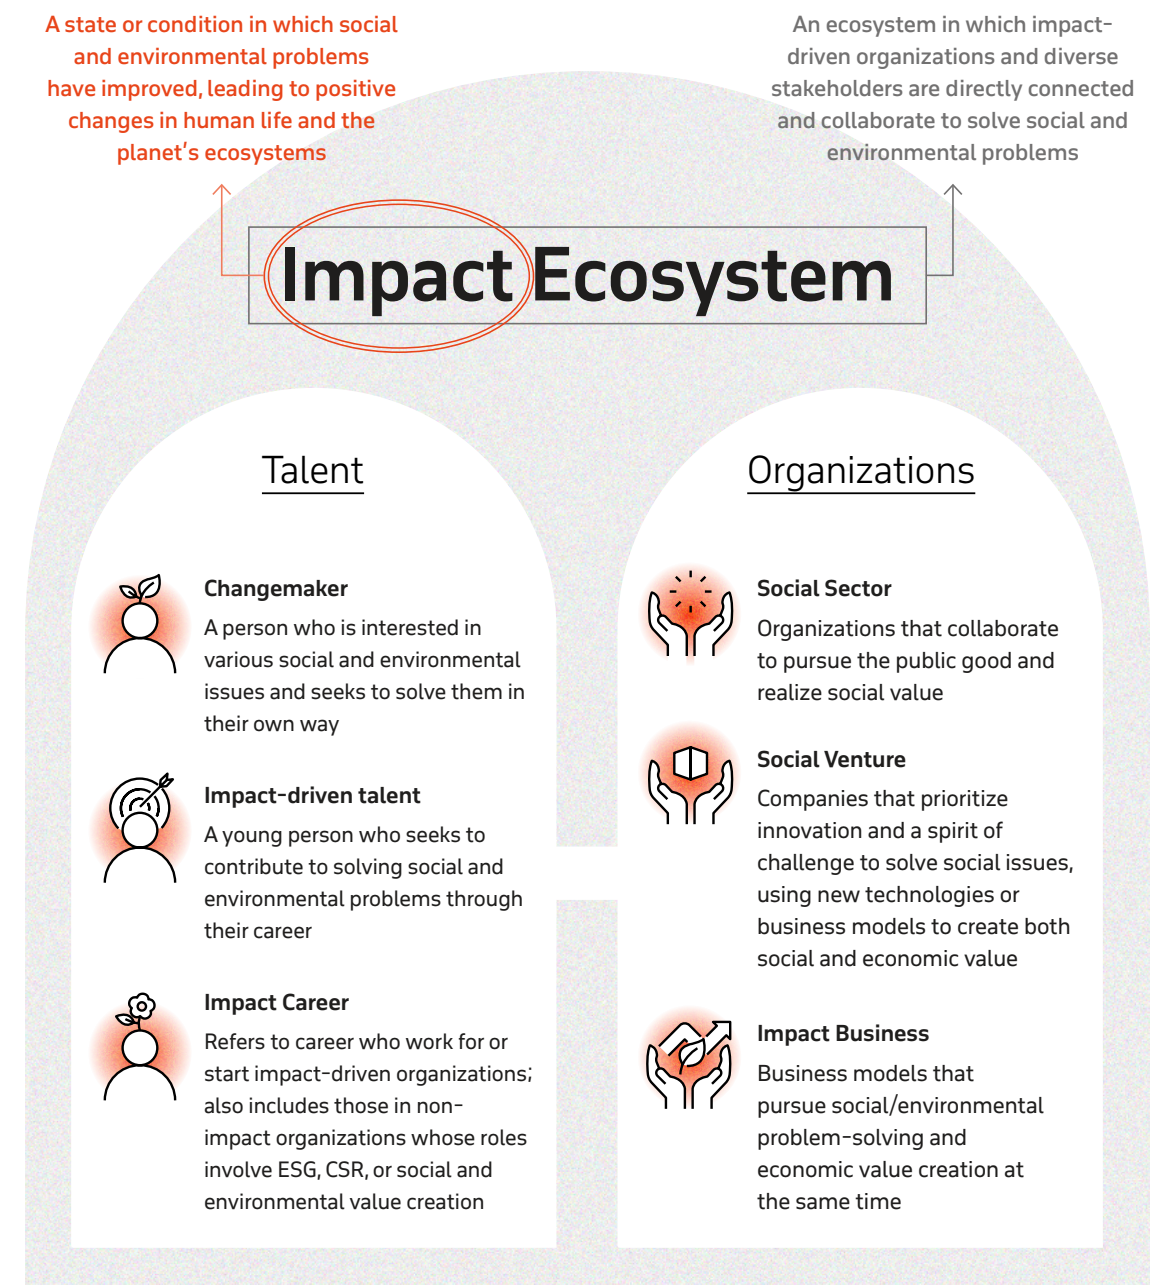 A state or condition in which social
and environmental problems
have improved, leading to positive
changes in human life and the
planet's ecosystems
An ecosystem in which impact-
driven organizations and diverse
stakeholders are directly connected
and collaborate to solve social and
environmental problems
Impact Ecosystem
Talent
Changemaker
A person who is interested in
various social and environmental
issues and seeks to solve them in
their own way
Impact-driven talent
A young person who seeks to
contribute to solving social and
environmental problems through
their career
Impact Career
Refers to career who work for or
start impact-driven organizations;
also includes those in non-
impact organizations whose roles
involve ESG, CSR, or social and
environmental value creation
Organizations
Social Sector
Organizations that collaborate
to pursue the public good and
realize social value
Social Venture
Companies that prioritize
innovation and a spirit of
challenge to solve social issues,
using new technologies or
business models to create both
social and economic value
Impact Business
Business models that
pursue social/environmental
problem-solving and
economic value creation at
the same time